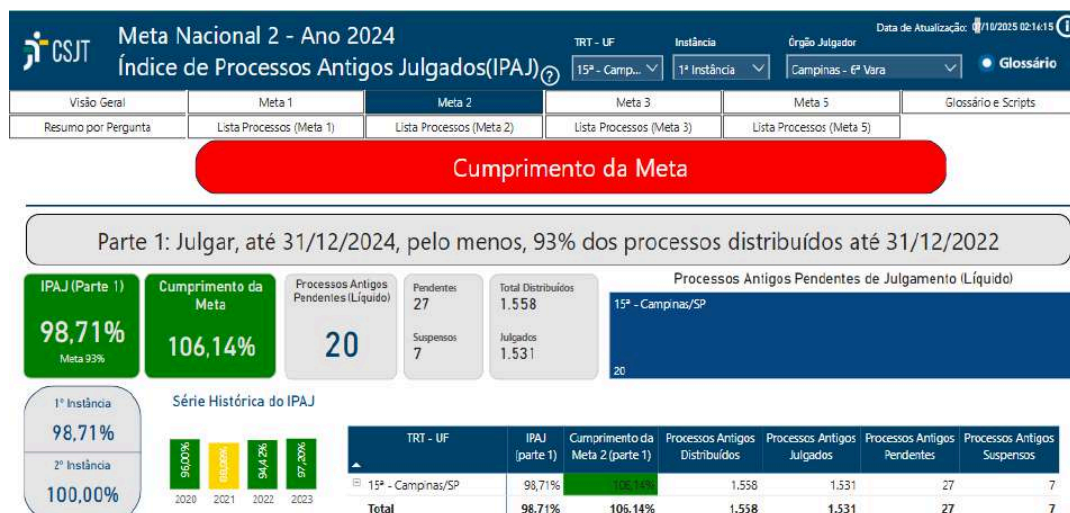 CSJT
Meta Nacional 2 - Ano 2024
Índice de Processos Antigos Julgados(IPAJ)
?
TRT - UF
15ª - Camp...
Instância
1ª Instância
Órgão Julgador
Campinas - 6ª Vara
Data de Atualização: 07/10/2025 02:14:15
Glossário
Visão Geral
Meta 1
Meta 2
Meta 3
Meta 5
Glossário e Scripts
Resumo por Pergunta
Lista Processos (Meta 1)
Lista Processos (Meta 2)
Lista Processos (Meta 3)
Lista Processos (Meta 5)
Cumprimento da Meta
Parte 1: Julgar, até 31/12/2024, pelo menos, 93% dos processos distribuídos até 31/12/2022
IPAJ (Parte 1)
98,71%
Meta 93%
Cumprimento da
Meta
106,14%
Processos Antigos
Pendentes (Líquido)
20
Pendentes
27
Suspensos
7
Total Distribuídos
1.558
Julgados
1.531
Processos Antigos Pendentes de Julgamento (Líquido)
15ª - Campinas/SP
20
1ª Instância
98,71%
2ª Instância
100,00%
Série Histórica do IPAJ
96,00%
94,42%
97,20%
2020 2021 2022 2023
TRT - UF
IPAJ
(parte 1)
Cumprimento da
Meta 2 (parte 1)
Processos Antigos
Distribuídos
Processos Antigos
Julgados
Processos Antigos
Pendentes
Processos Antigos
Suspensos
15ª - Campinas/SP 98,71% 106,14% 1.558 1.531 27 7
Total 98,71% 106,14% 1.558 1.531 27 7